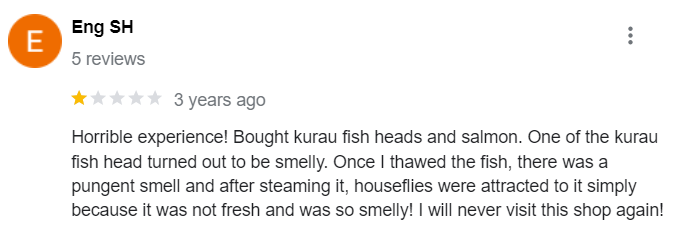 E
Eng SH
5 reviews
3 years ago
Horrible experience! Bought kurau fish heads and salmon. One of the kurau
fish head turned out to be smelly. Once I thawed the fish, there was a
pungent smell and after steaming it, houseflies were attracted to it simply
because it was not fresh and was so smelly! I will never visit this shop again!